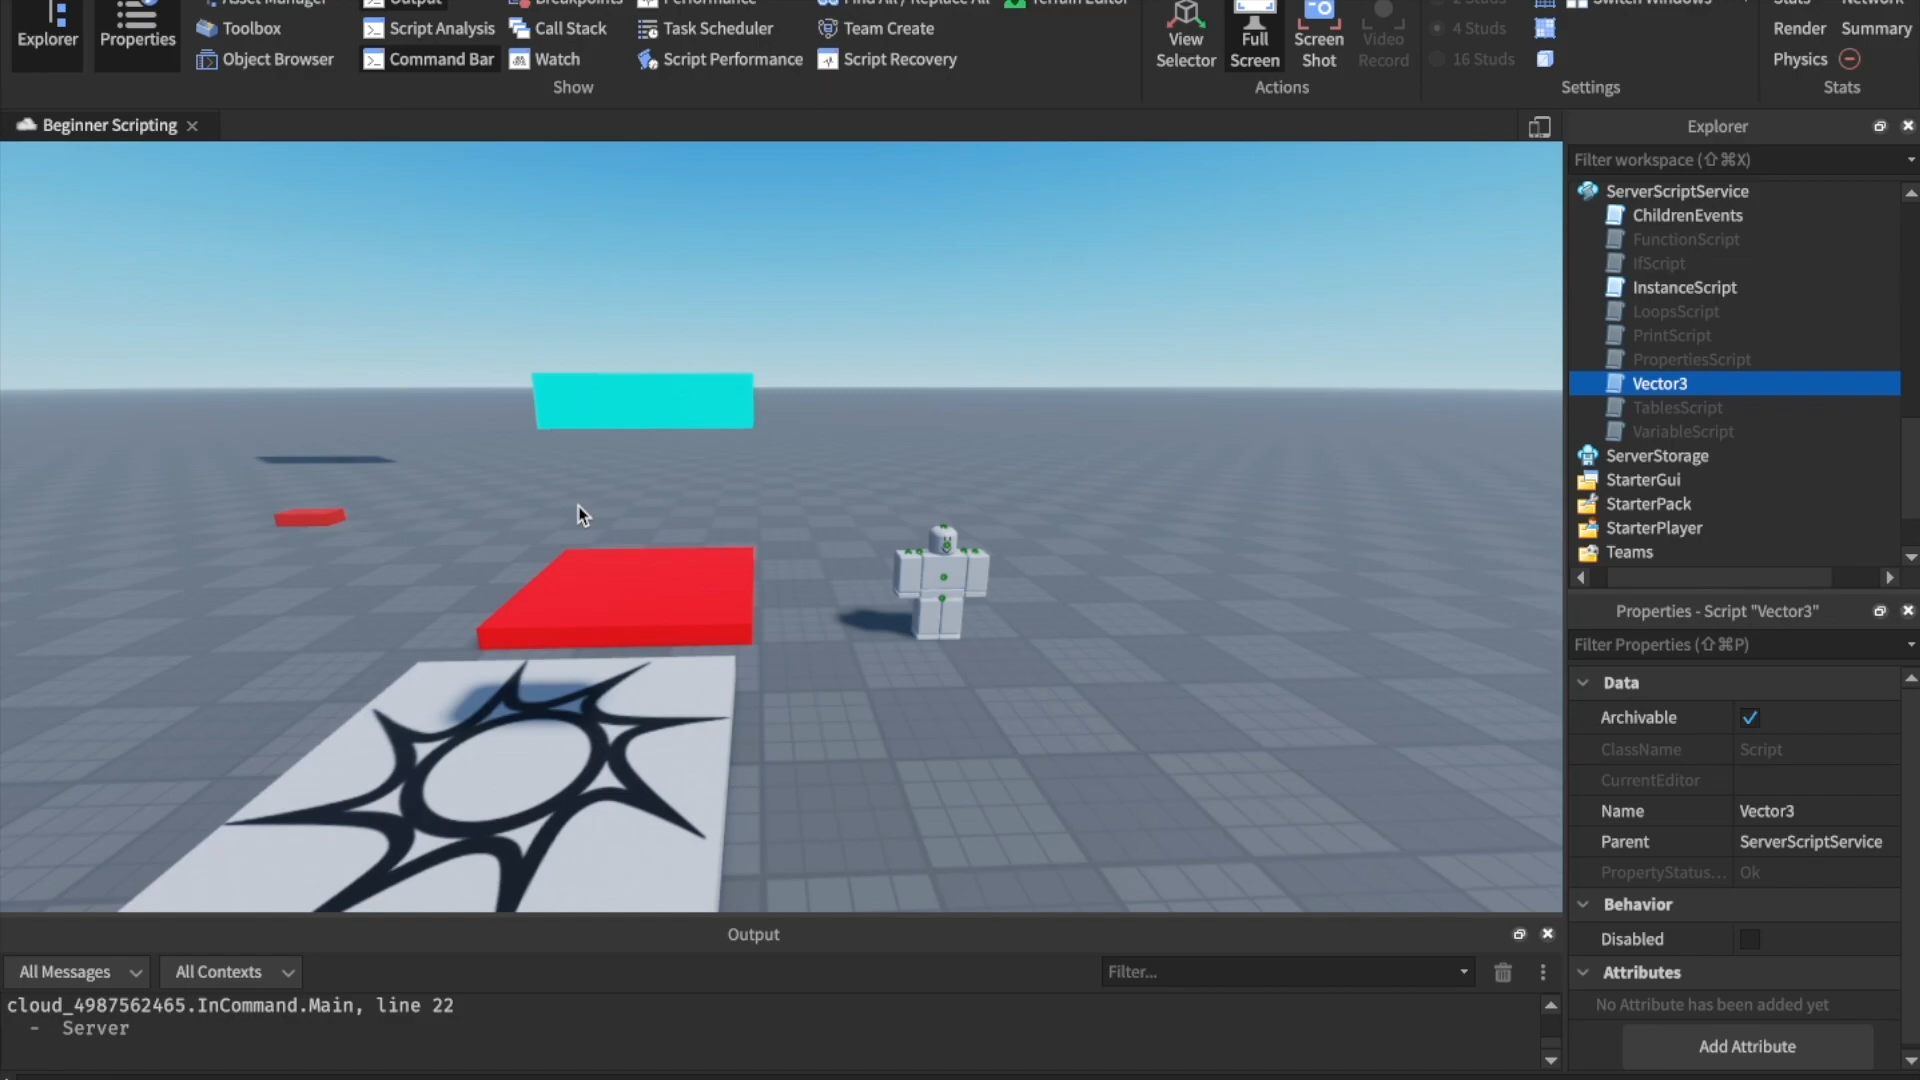 Asset Manager
Output
Breakpoints
Performance
Find All / Replace All
Terrain Editor
2 Studs
Switch Windows
Stats
Network
Explorer
Properties
Toolbox
Script Analysis
Call Stack
Task Scheduler
Team Create
View Selector
Full Screen
Screen Shot
Video Record
4 Studs
Render
Summary
Object Browser
Command Bar
Watch
Script Performance
Script Recovery
16 Studs
Physics
Show
Actions
Settings
Stats
Beginner Scripting
Explorer
Filter workspace (⇧⌘X)
ServerScriptService
ChildrenEvents
FunctionScript
IfScript
InstanceScript
LoopsScript
PrintScript
PropertiesScript
Vector3
TablesScript
VariableScript
ServerStorage
StarterGui
StarterPack
StarterPlayer
Teams
Properties - Script "Vector3"
Filter Properties (⇧⌘P)
Data
Archivable
ClassName Script
CurrentEditor
Name Vector3
Parent ServerScriptService
PropertyStatus... Ok
Behavior
Disabled
Attributes
No Attribute has been added yet
Add Attribute
Output
All Messages
All Contexts
Filter...
cloud_4987562465.InCommand.Main, line 22
- Server